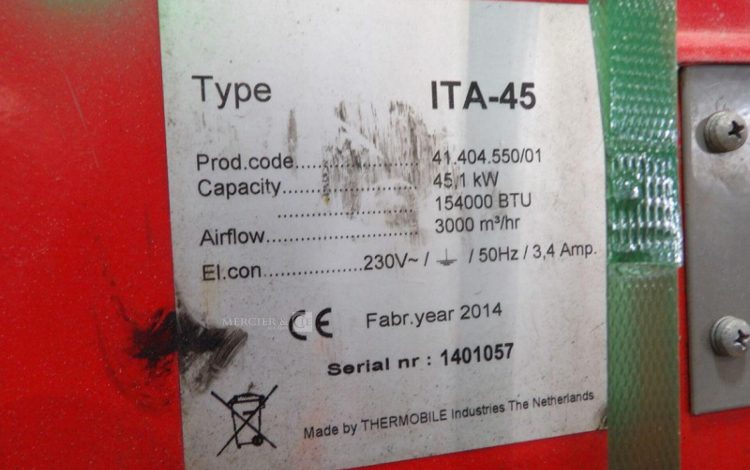 Type ITA-45
Prod.code..................... 41.404.550/01
Capacity........................ 45,1 kW
........................ 154000 BTU
Airflow........................... 3000 m³/hr
El.con..................230V~ / ⏚ / 50Hz / 3,4 Amp.
MERCIER &
CE Fabr.year 2014
Serial nr : 1401057
Made by THERMOBILE Industries The Netherlands